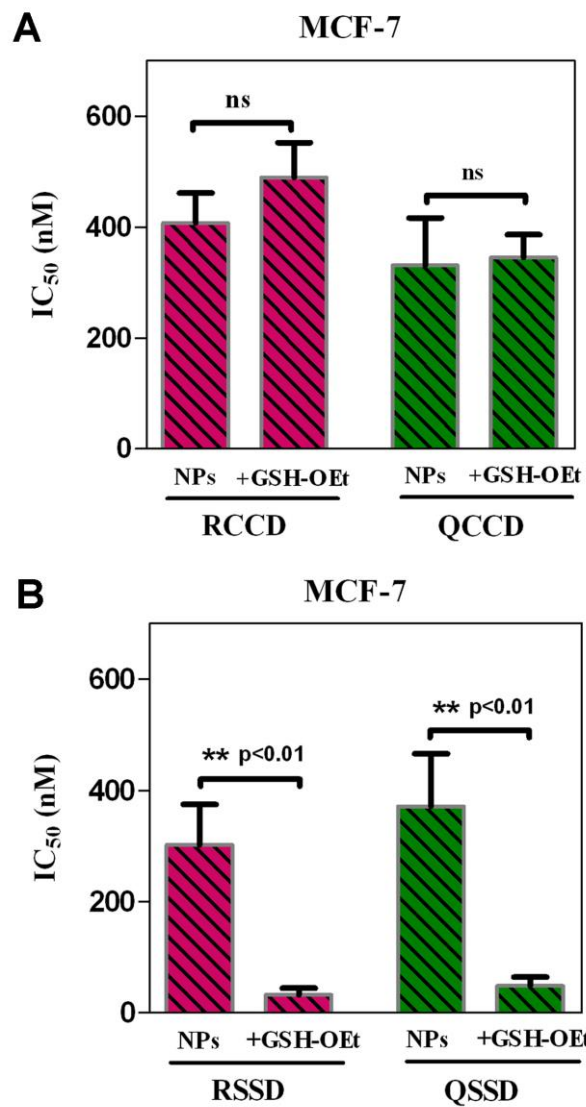 A
MCF-7
IC50 (nM)
600
400
200
0
ns
ns
NPs +GSH-OEt NPs +GSH-OEt
RCCD QCCD
B
MCF-7
IC50 (nM)
600
400
200
0
** p<0.01
** p<0.01
NPs +GSH-OEt NPs +GSH-OEt
RSSD QSSD